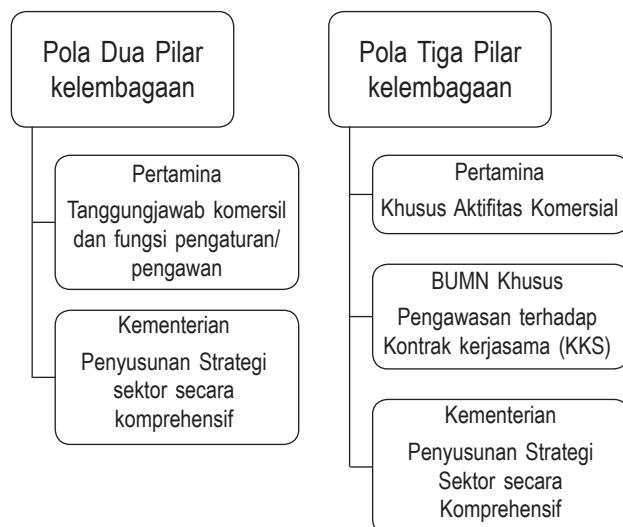 Pola Dua Pilar
kelembagaan
Pertamina
Tanggungjawab komersil
dan fungsi pengaturan/
pengawan
Kementerian
Penyusunan Strategi
sektor secara
komprehensif
Pola Tiga Pilar
kelembagaan
Pertamina
Khusus Aktifitas Komersial
BUMN Khusus
Pengawasan terhadap
Kontrak kerjasama (KKS)
Kementerian
Penyusunan Strategi
Sektor secara
Komprehensif